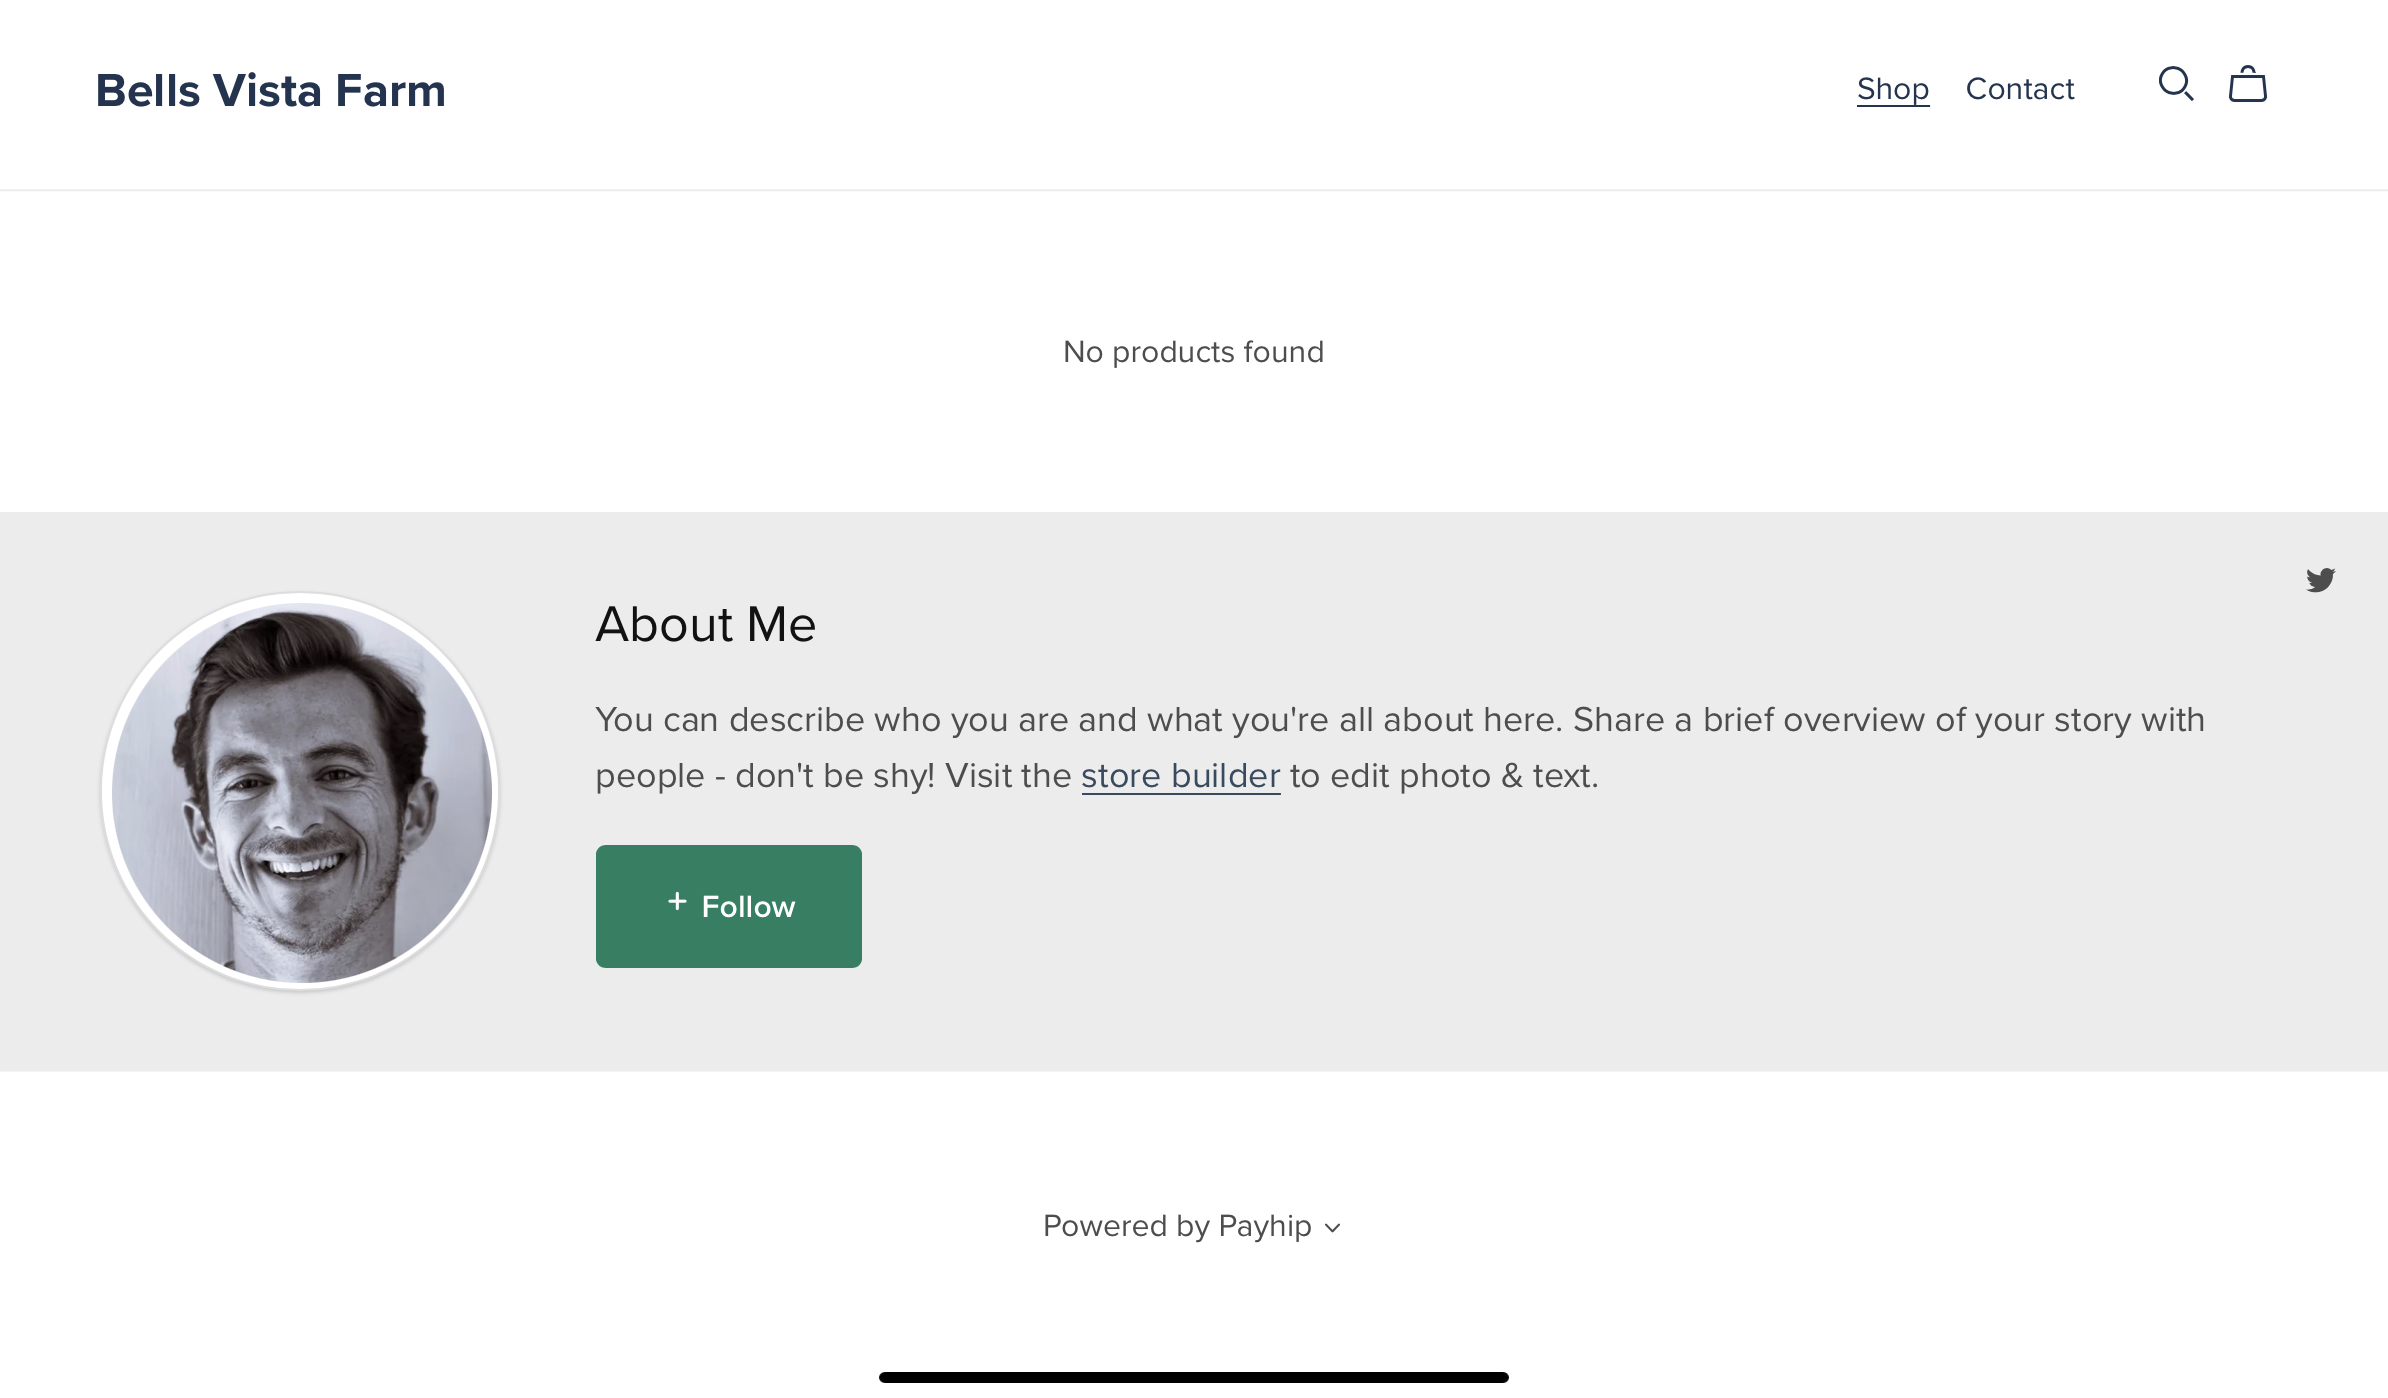 Bells Vista Farm
Shop
Contact
No products found
About Me
You can describe who you are and what you're all about here. Share a brief overview of your story with
people - don't be shy! Visit the store builder to edit photo & text.
+ Follow
Powered by Payhip